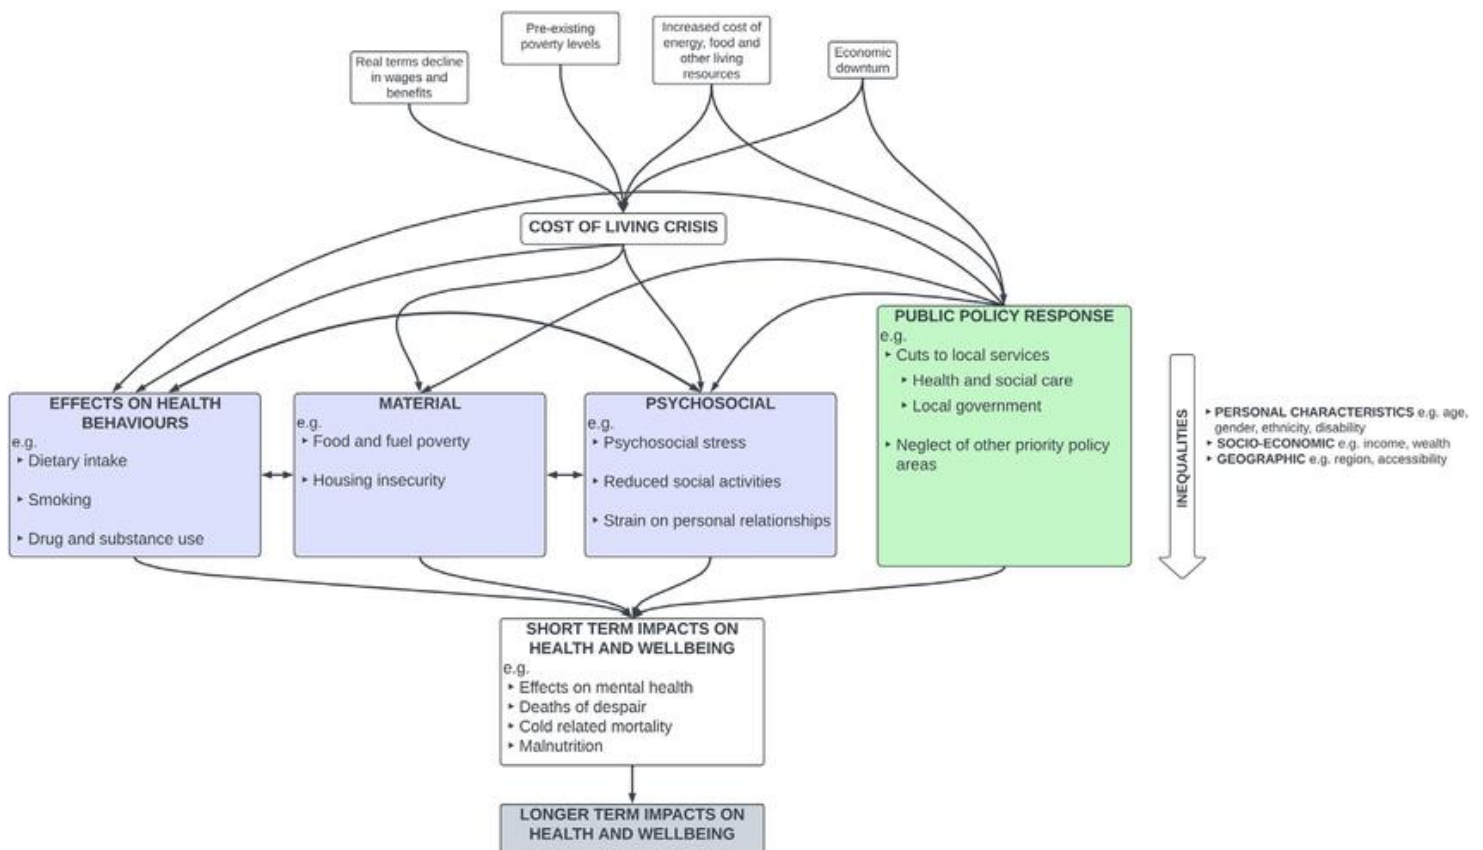 Real terms decline
in wages and
benefits
Pre-existing
poverty levels
Increased cost of
energy, food and
other living
resources
Economic
downturn
COST OF LIVING CRISIS
EFFECTS ON HEALTH
BEHAVIOURS
e.g.
‣ Dietary intake
‣ Smoking
‣ Drug and substance use
MATERIAL
e.g.
‣ Food and fuel poverty
‣ Housing insecurity
PSYCHOSOCIAL
e.g.
‣ Psychosocial stress
‣ Reduced social activities
‣ Strain on personal relationships
PUBLIC POLICY RESPONSE
e.g.
‣ Cuts to local services
‣ Health and social care
‣ Local government
‣ Neglect of other priority policy
areas
INEQUALITIES
‣ PERSONAL CHARACTERISTICS e.g. age,
gender, ethnicity, disability
‣ SOCIO-ECONOMIC e.g. income, wealth
‣ GEOGRAPHIC e.g. region, accessibility
SHORT TERM IMPACTS ON
HEALTH AND WELLBEING
e.g.
‣ Effects on mental health
‣ Deaths of despair
‣ Cold related mortality
‣ Malnutrition
LONGER TERM IMPACTS ON
HEALTH AND WELLBEING